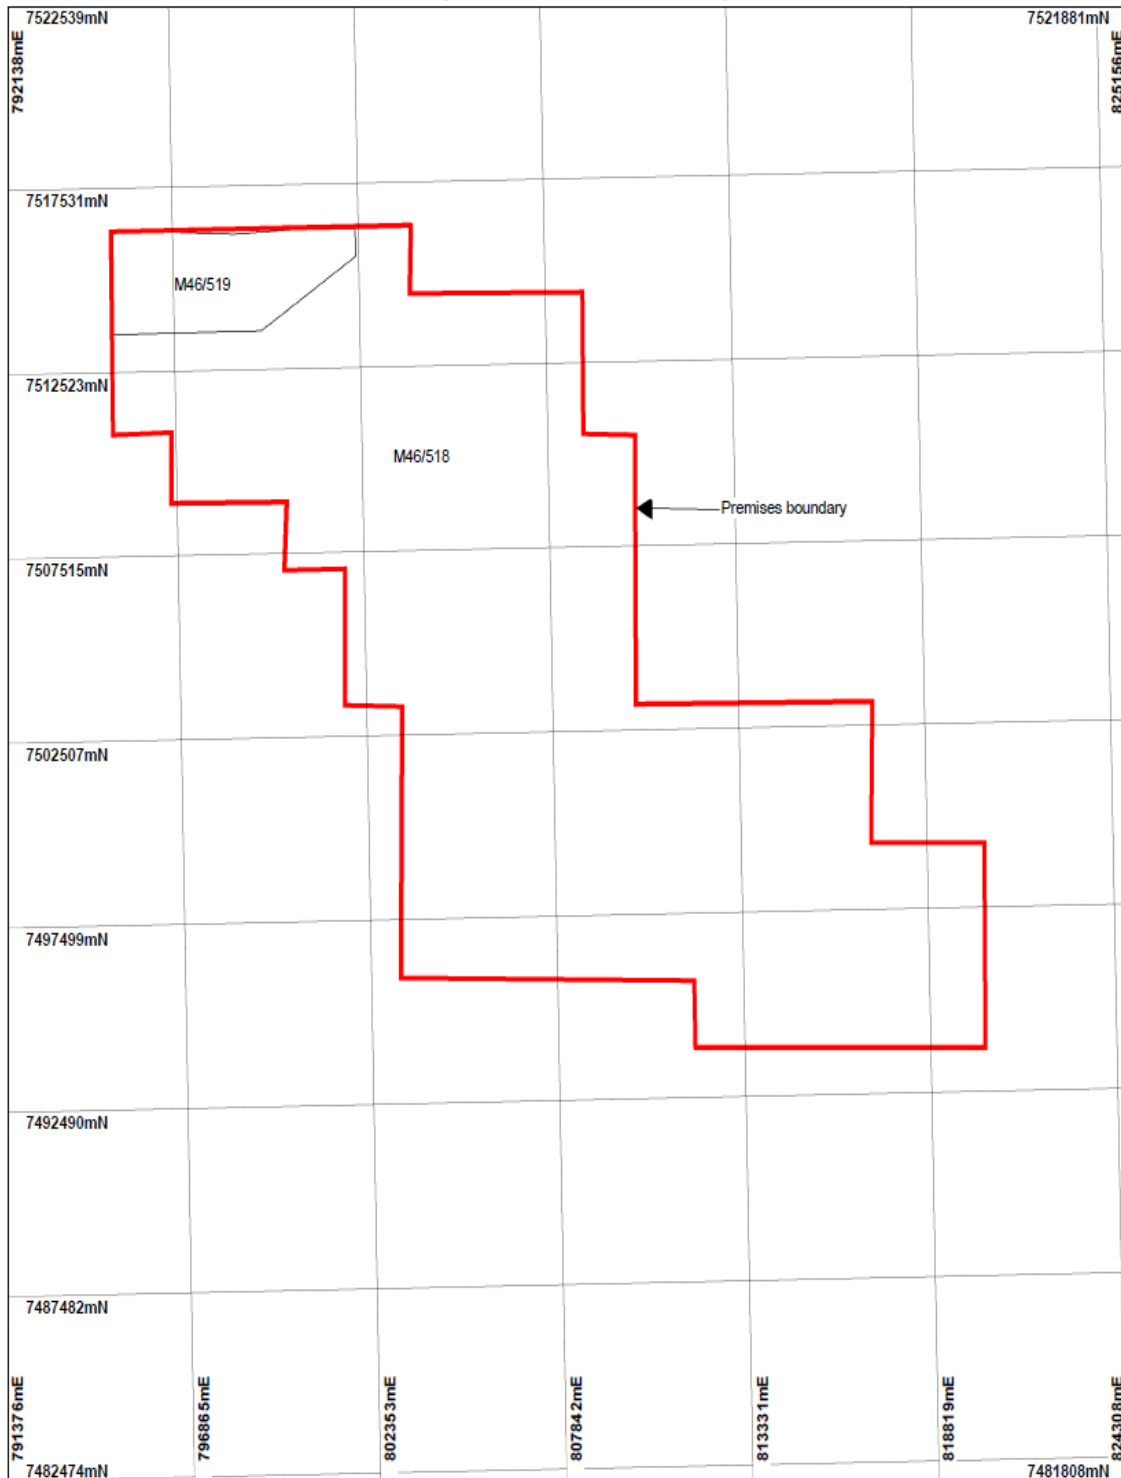 7522539mN
7521881mN
792138mE
825156mE
7517531mN
M46/519
7512523mN
M46/518
Premises boundary
7507515mN
7502507mN
7497499mN
7492490mN
7487482mN
791376mE
796865mE
802353mE
807842mE
813331mE
818819mE
824308mE
7482474mN
7481808mN